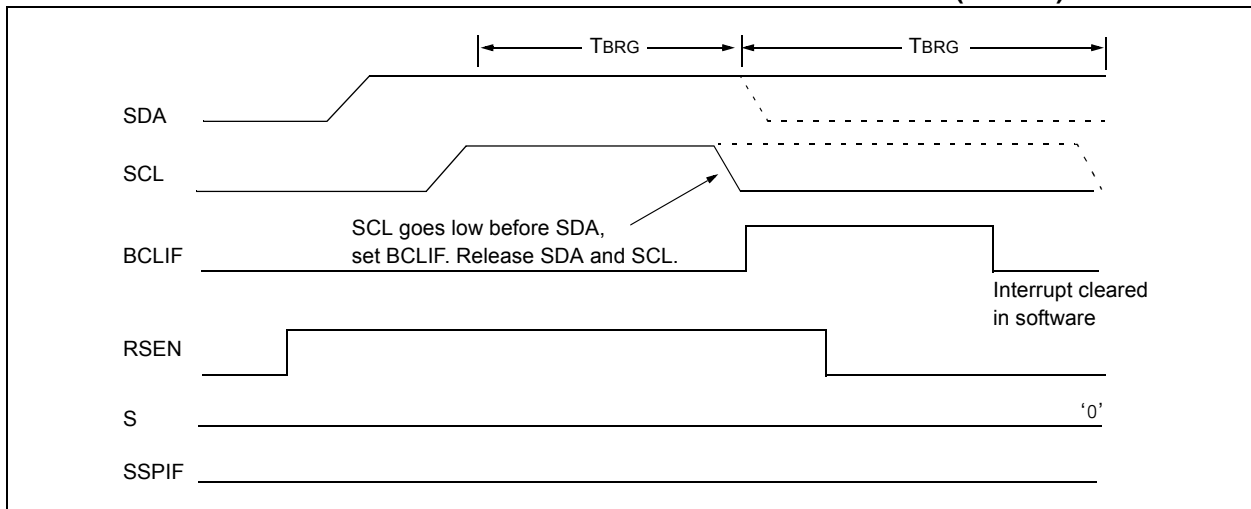 TBRG TBRG
SDA
SCL
SCL goes low before SDA,
set BCLIF. Release SDA and SCL.
BCLIF
Interrupt cleared
in software
RSEN
S
‘0’
SSPIF